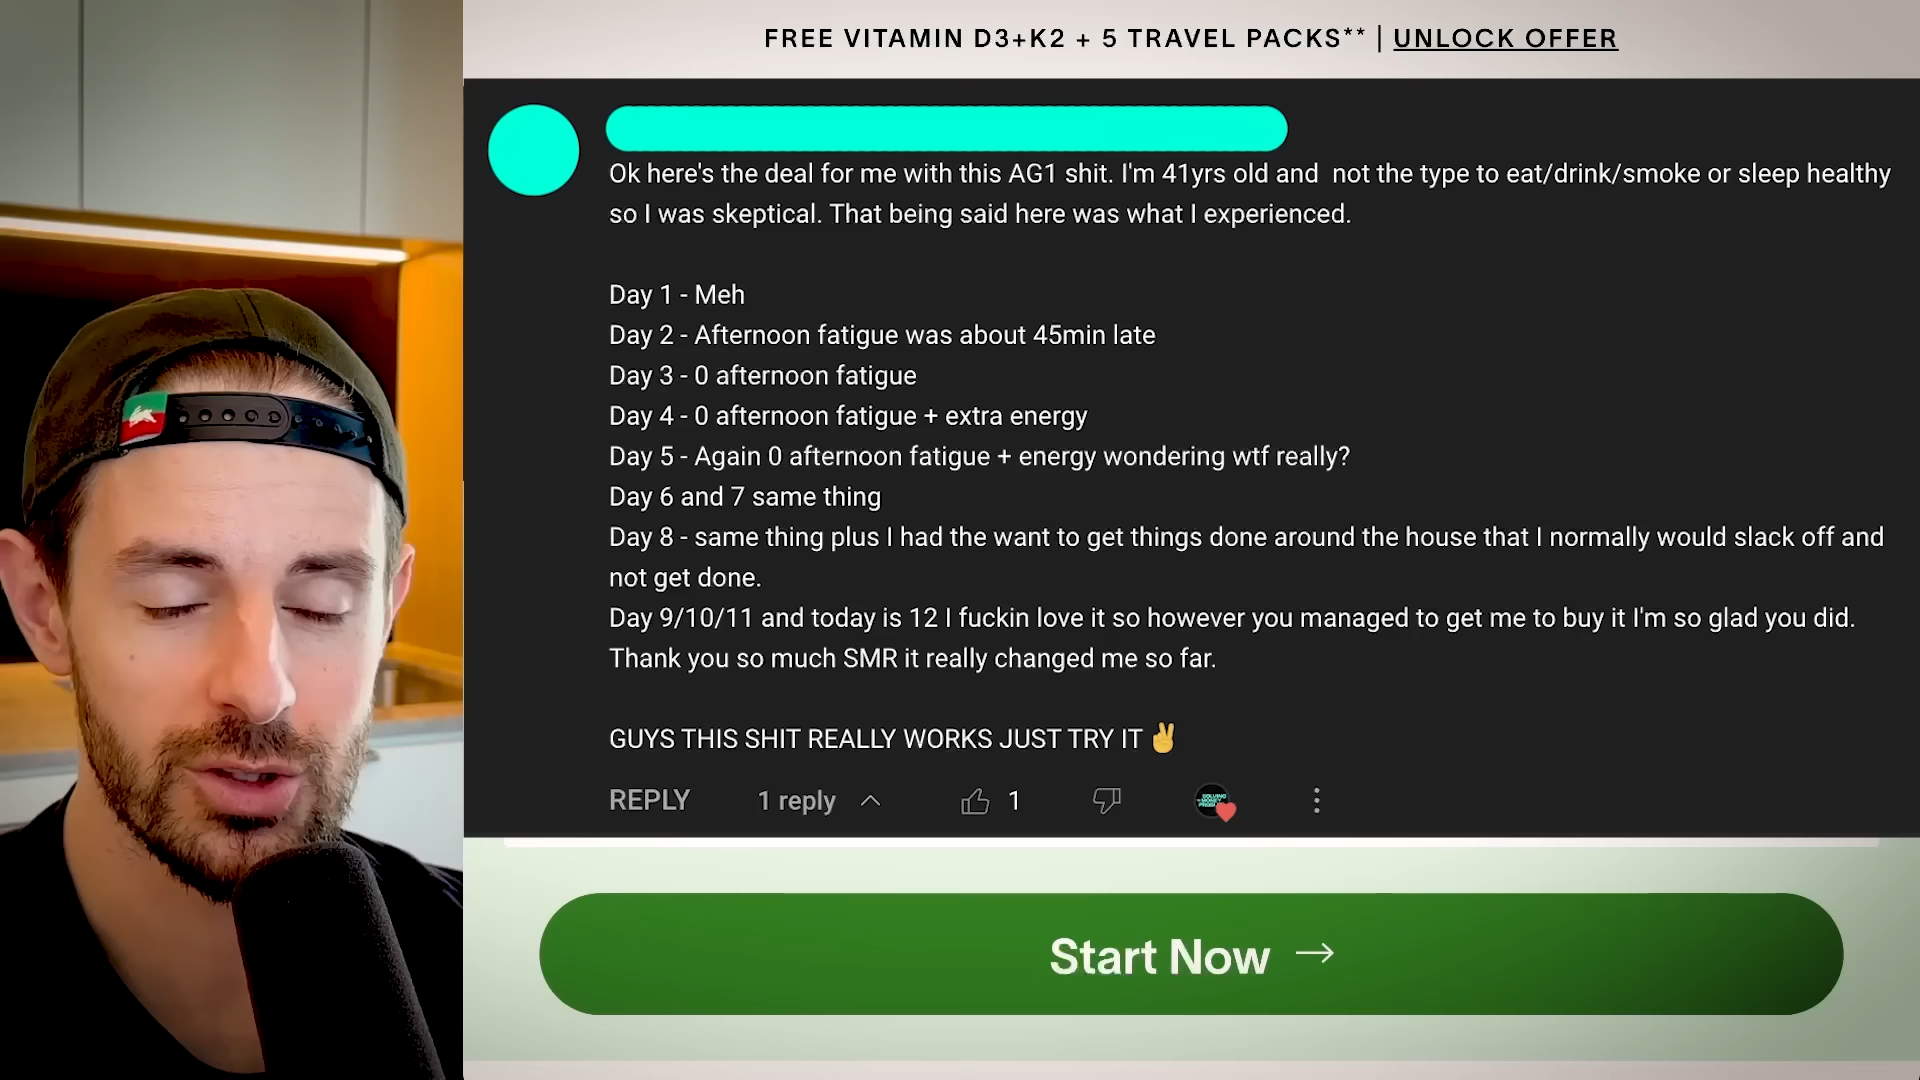 FREE VITAMIN D3+K2 + 5 TRAVEL PACKS** | UNLOCK OFFER
Ok here's the deal for me with this AG1 shit. I'm 41yrs old and  not the type to eat/drink/smoke or sleep healthy
so I was skeptical. That being said here was what I experienced.
Day 1 - Meh
Day 2 - Afternoon fatigue was about 45min late
Day 3 - 0 afternoon fatigue
Day 4 - 0 afternoon fatigue + extra energy
Day 5 - Again 0 afternoon fatigue + energy wondering wtf really?
Day 6 and 7 same thing
Day 8 - same thing plus I had the want to get things done around the house that I normally would slack off and
not get done.
Day 9/10/11 and today is 12 I fuckin love it so however you managed to get me to buy it I'm so glad you did.
Thank you so much SMR it really changed me so far.
GUYS THIS SHIT REALLY WORKS JUST TRY IT ✌️
REPLY 1 reply 1
Start Now →